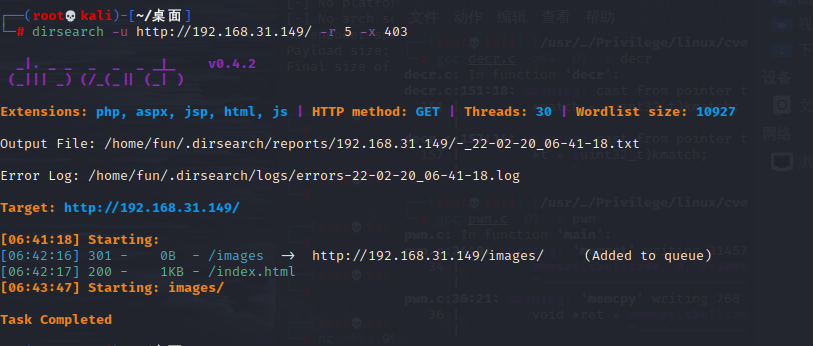 ┌──(root💀kali)-[~/桌面]
└─# dirsearch -u http://192.168.31.149/ -r 5 -x 403
_|. _ _  _  _  _ _|_    v0.4.2
(_||| _) (/_(_|| (_| )
Extensions: php, aspx, jsp, html, js | HTTP method: GET | Threads: 30 | Wordlist size: 10927
Output File: /home/fun/.dirsearch/reports/192.168.31.149/-_22-02-20_06-41-18.txt
Error Log: /home/fun/.dirsearch/logs/errors-22-02-20_06-41-18.log
Target: http://192.168.31.149/
[06:41:18] Starting:
[06:42:16] 301 -    0B  - /images  ->  http://192.168.31.149/images/    (Added to queue)
[06:42:17] 200 -    1KB - /index.html
[06:43:47] Starting: images/
Task Completed